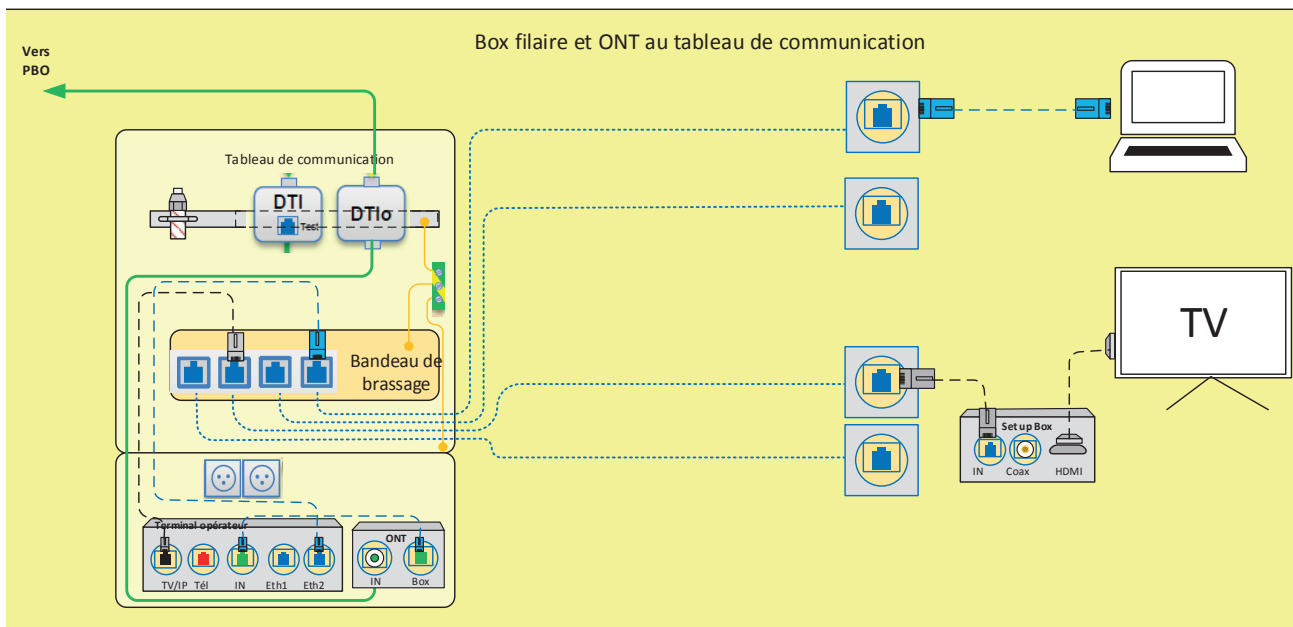 Box filaire et ONT au tableau de communication
Vers
PBO
Tableau de communication
DTI
Test
DTIo
Bandeau de
brassage
TV
Set up Box
IN
Coax
HDMI
Terminal opérateur
TV/IP
Tél
IN
Eth1
Eth2
ONT
IN
Box